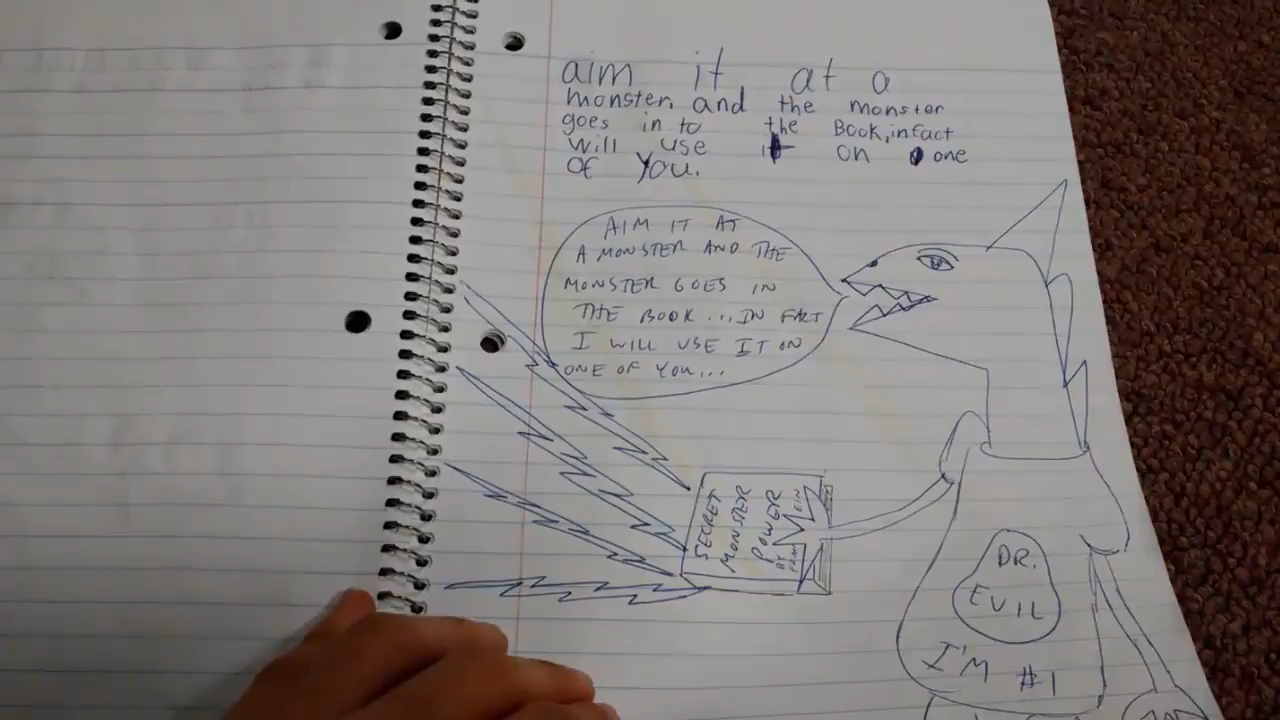 aim it at a
monster, and the monster
goes in to the Book, infact
will use it on one
of You.
AIM IT AT
A MONSTER AND THE
MONSTER GOES IN
THE BOOK...IN FACT
I WILL USE IT ON
ONE OF YOU...
SECRET
MONSTER
POWER
BY
DR.
EVIL
I'M #1